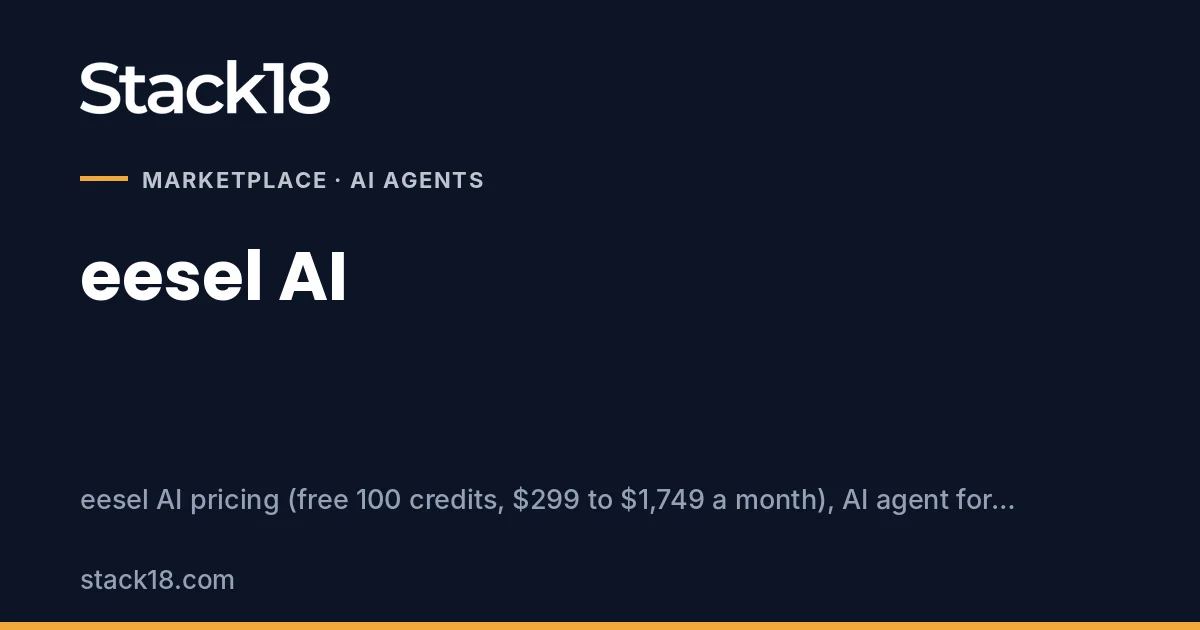 Stack18
MARKETPLACE · AI AGENTS
eesel AI
eesel AI pricing (free 100 credits, $299 to $1,749 a month), AI agent for...
stack18.com